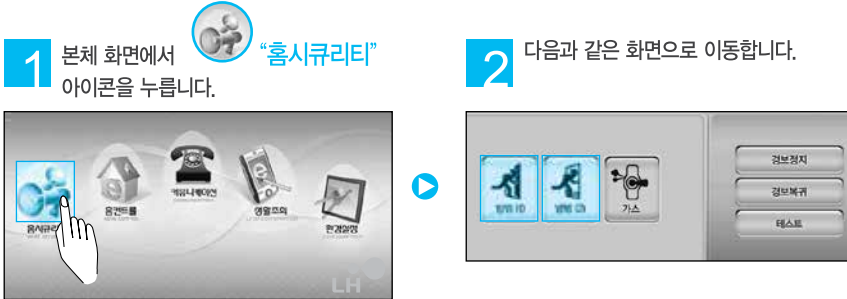 1
본체 화면에서 "홈시큐리티"
아이콘을 누릅니다.
홈시큐리
홈컨트롤
커뮤니케이션
생활조회
환경설정
LH
2
다음과 같은 화면으로 이동합니다.
가스
경보정지
경보복귀
테스트